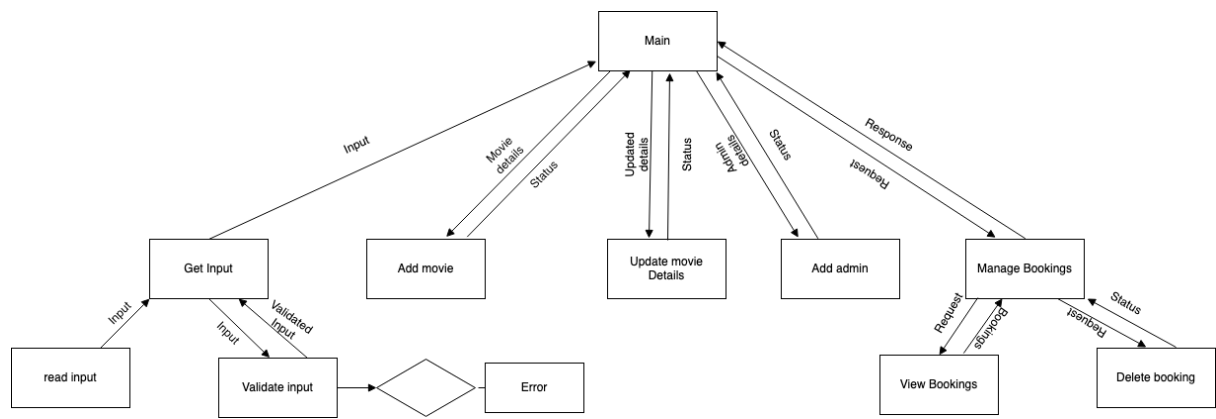 Main
Input
Movie
details
Status
Updated
details
Status
Admin
details
Status
Response
Request
Get Input
Add movie
Update movie
Details
Add admin
Manage Bookings
Input
Input
Validated
Input
Request
Bookings
Request
Status
read input
Validate input
Error
View Bookings
Delete booking